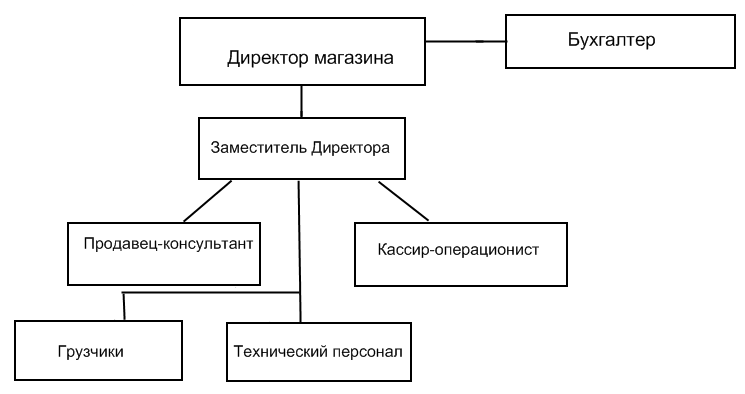 Директор магазина
Бухгалтер
Заместитель Директора
Продавец-консультант
Кассир-операционист
Грузчики
Технический персонал